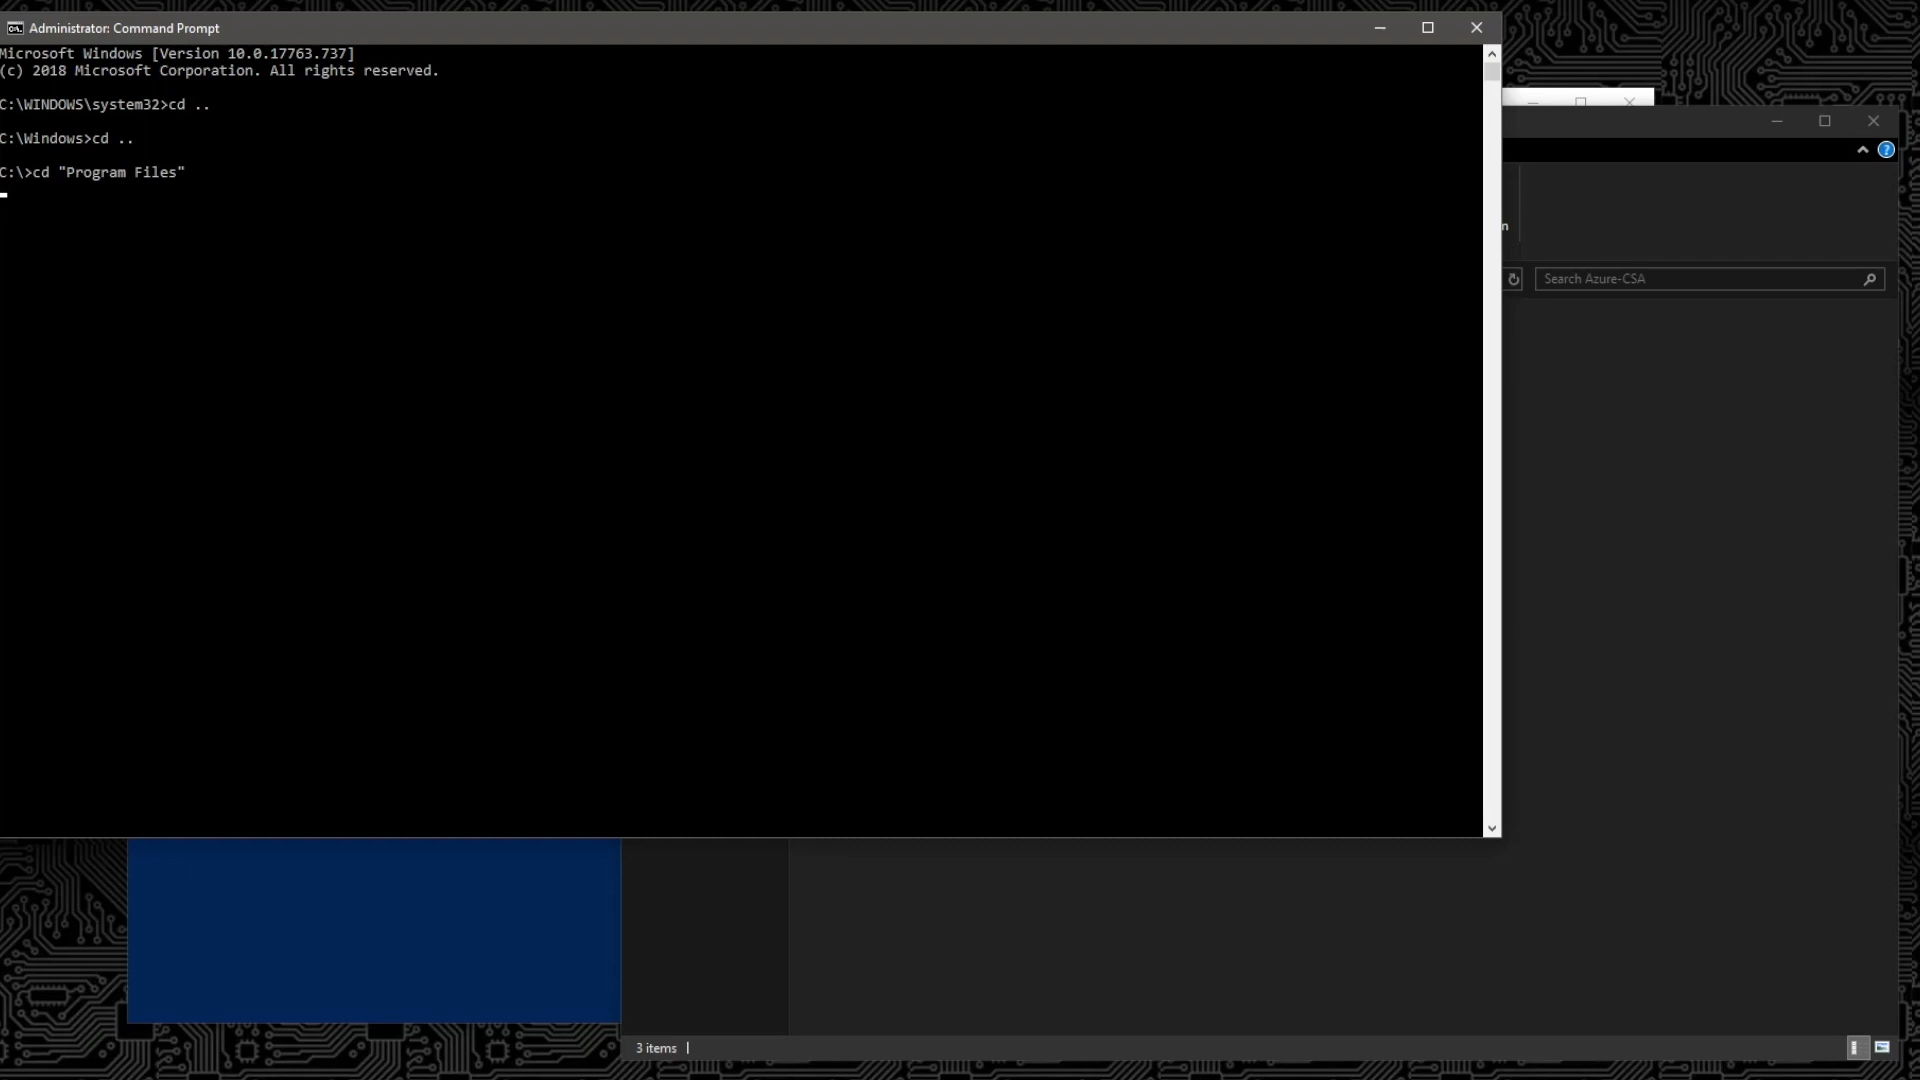 Administrator: Command Prompt
Microsoft Windows [Version 10.0.17763.737]
(c) 2018 Microsoft Corporation. All rights reserved.
C:\WINDOWS\system32>cd ..
C:\Windows>cd ..
C:\>cd "Program Files"
n
Search Azure-CSA
3 items